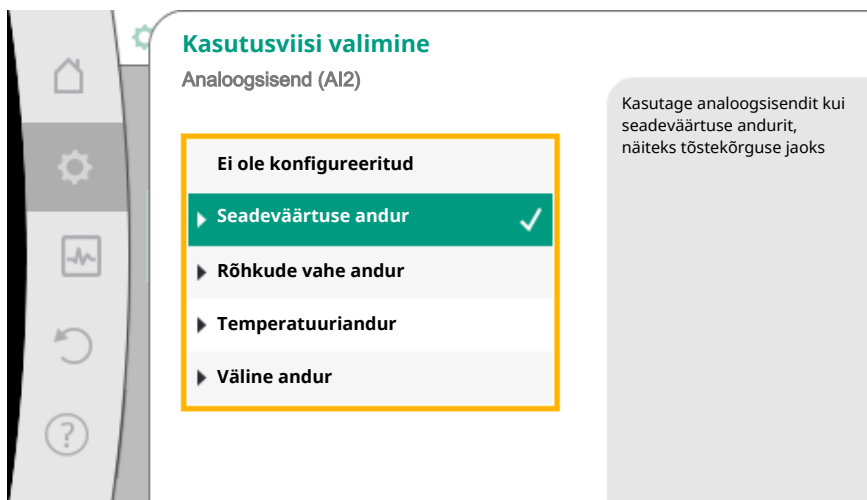 Kasutusviisi valimine
Analoogsisend (AI2)
Ei ole konfigureeritud
Seadeväärtuse andur
Rõhkude vahe andur
Temperatuuriandur
Väline andur
Kasutage analoogsisendit kui
seadeväärtuse andurit,
näiteks tõstekõrguse jaoks